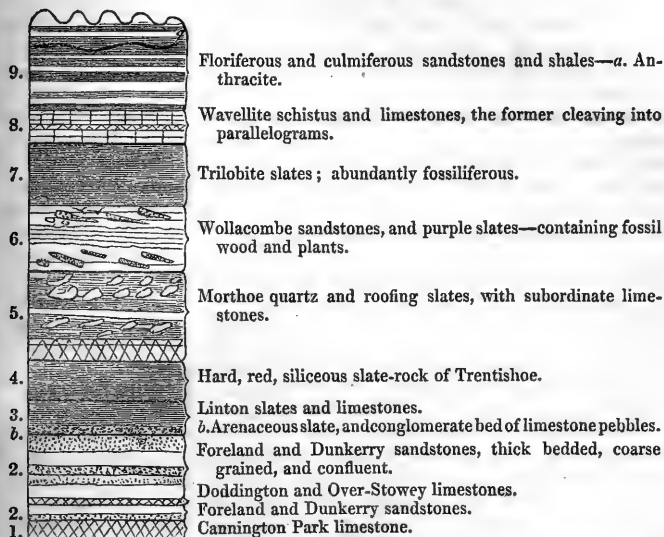 9. Floriferous and culmiferous sandstones and shales—a. An-
thracite.
8. Wavellite schistus and limestones, the former cleaving into
parallelograms.
7. Trilobite slates; abundantly fossiliferous.
6. Wollacombe sandstones, and purple slates—containing fossil
wood and plants.
5. Morthoe quartz and roofing slates, with subordinate lime-
stones.
4. Hard, red, siliceous slate-rock of Trentishoe.
3. Linton slates and limestones.
b. b. Arenaceous slate, and conglomerate bed of limestone pebbles.
2. Foreland and Dunkerry sandstones, thick bedded, coarse
grained, and confluent.
Doddington and Over-Stowey limestones.
2. Foreland and Dunkerry sandstones.
1. Cannington Park limestone.